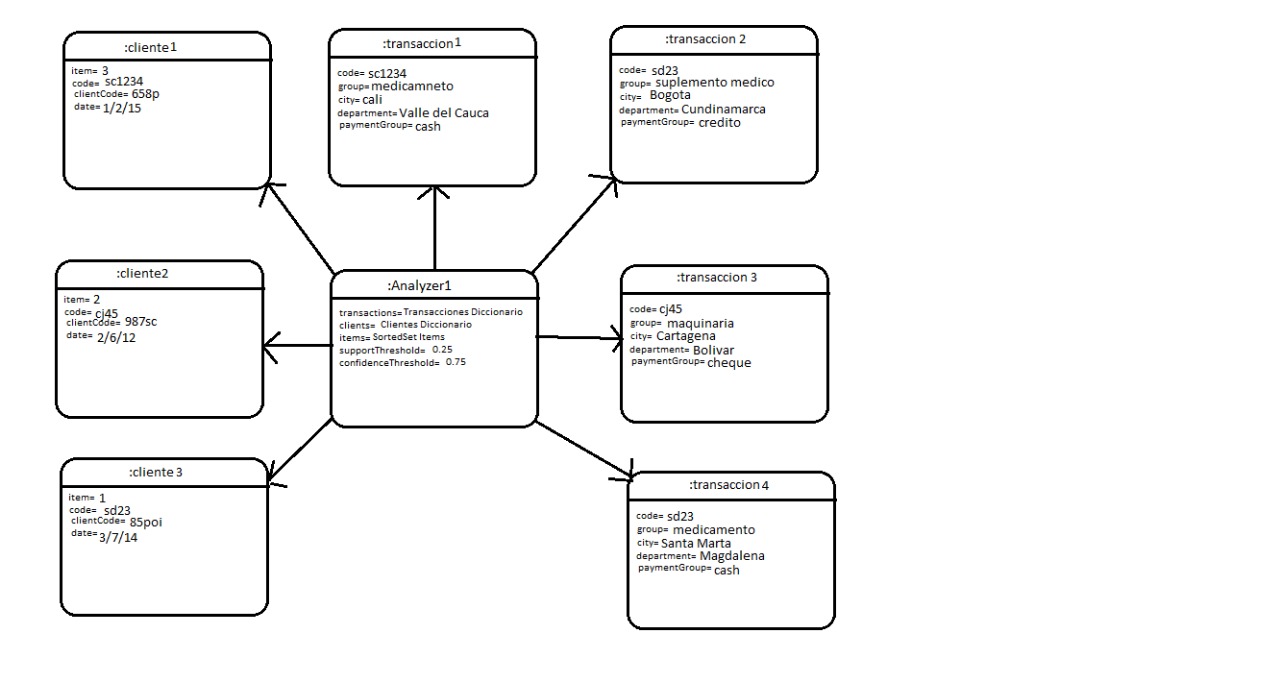 :cliente1
item= 3
code= sc1234
clientCode= 658p
date= 1/2/15
:transaccion1
code= sc1234
group= medicamneto
city= cali
department= Valle del Cauca
paymentGroup= cash
:transaccion 2
code= sd23
group= suplemento medico
city= Bogota
department= Cundinamarca
paymentGroup= credito
:cliente2
item= 2
code= cj45
clientCode= 987sc
date= 2/6/12
:Analyzer1
transactions= Transacciones Diccionario
clients= Clientes Diccionario
items= SortedSet Items
supportThreshold= 0.25
confidenceThreshold= 0.75
:transaccion 3
code= cj45
group= maquinaria
city= Cartagena
department= Bolivar
paymentGroup= cheque
:cliente 3
item= 1
code= sd23
clientCode= 85poi
date= 3/7/14
:transaccion 4
code= sd23
group= medicamento
city= Santa Marta
department= Magdalena
paymentGroup= cash